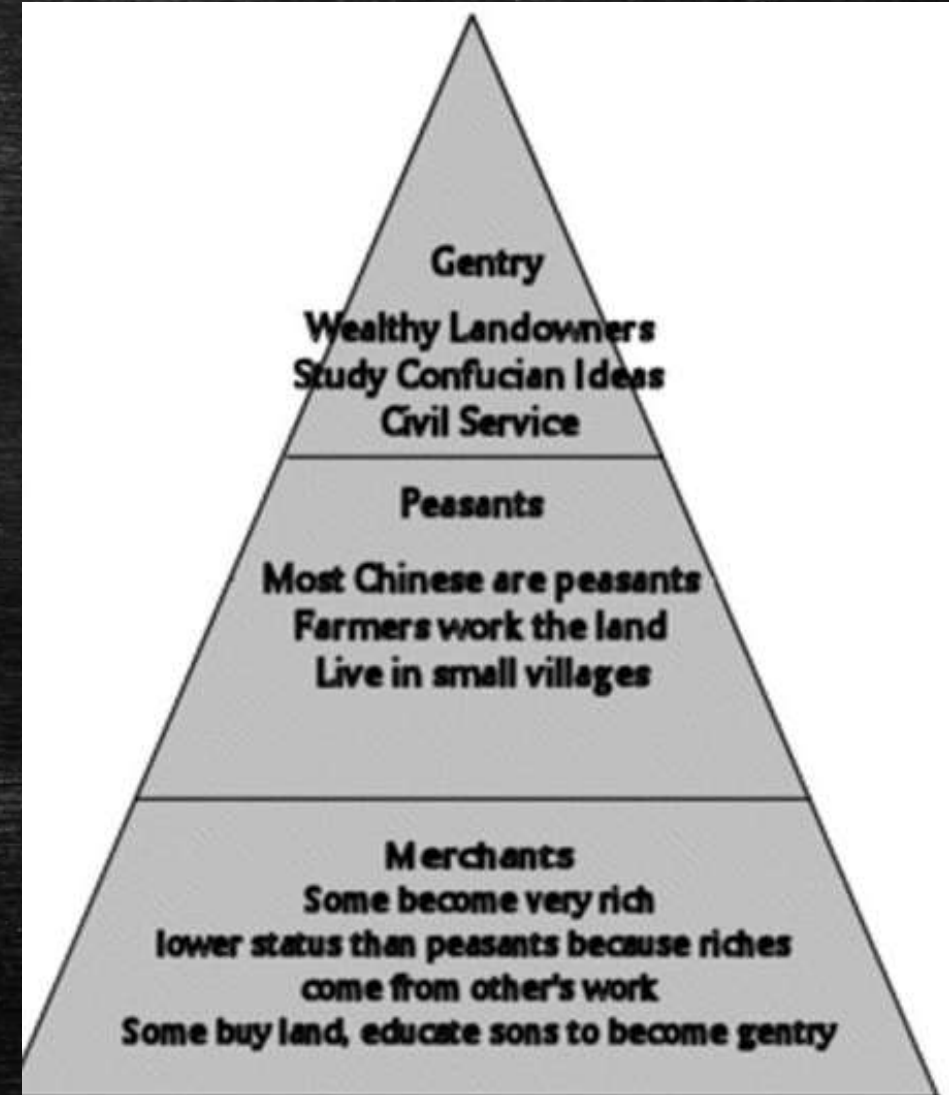 Gentry
Wealthy Landowners
Study Confucian Ideas
Civil Service
Peasants
Most Chinese are peasants
Farmers work the land
Live in small villages
Merchants
Some become very rich
lower status than peasants because riches
come from other's work
Some buy land, educate sons to become gentry